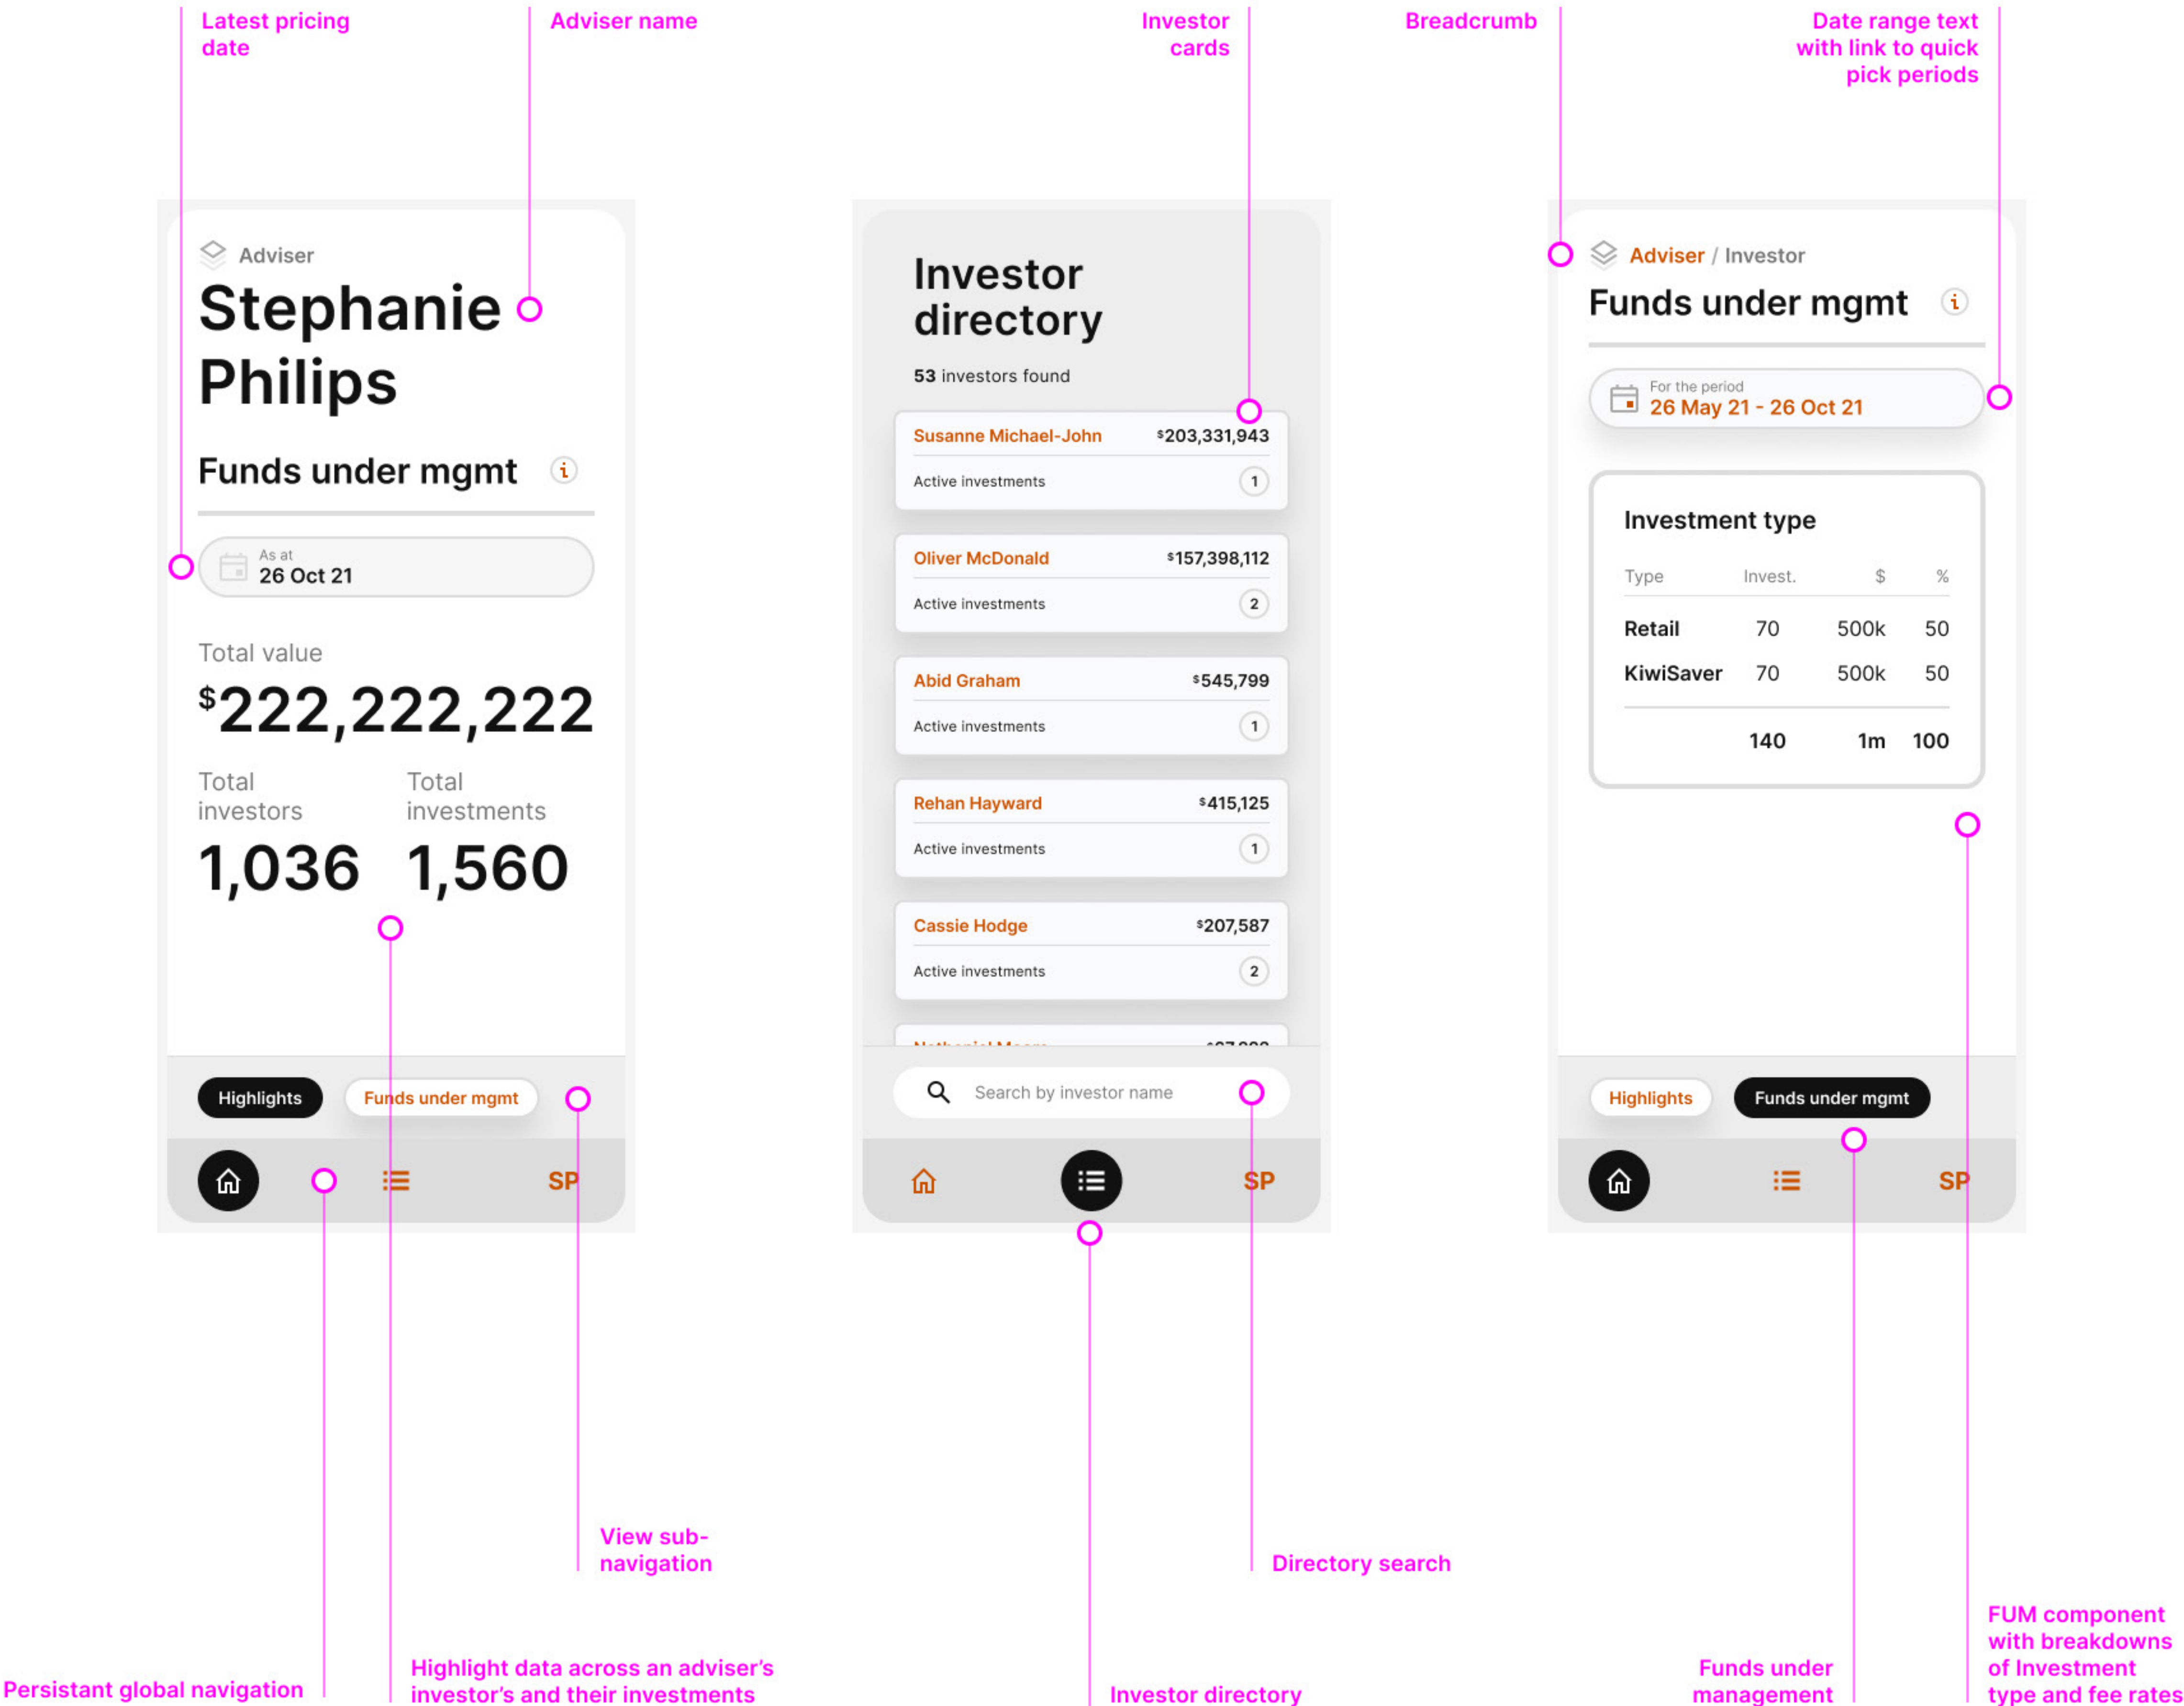 Latest pricing
date
Adviser name
Investor
cards
Breadcrumb
Date range text
with link to quick
pick periods
Adviser
Stephanie
Philips
Funds under mgmt
i
As at
26 Oct 21
Total value
$222,222,222
Total
investors
1,036
Total
investments
1,560
Highlights
Funds under mgmt
SP
Investor
directory
53 investors found
Susanne Michael-John $203,331,943
Active investments 1
Oliver McDonald $157,398,112
Active investments 2
Abid Graham $545,799
Active investments 1
Rehan Hayward $415,125
Active investments 1
Cassie Hodge $207,587
Active investments 2
Search by investor name
SP
Adviser / Investor
Funds under mgmt
i
For the period
26 May 21 - 26 Oct 21
Investment type
Type Invest. $ %
Retail 70 500k 50
KiwiSaver 70 500k 50
140 1m 100
Highlights
Funds under mgmt
SP
View sub-
navigation
Directory search
Persistant global navigation
Highlight data across an adviser's
investor's and their investments
Investor directory
Funds under
management
FUM component
with breakdowns
of Investment
type and fee rates